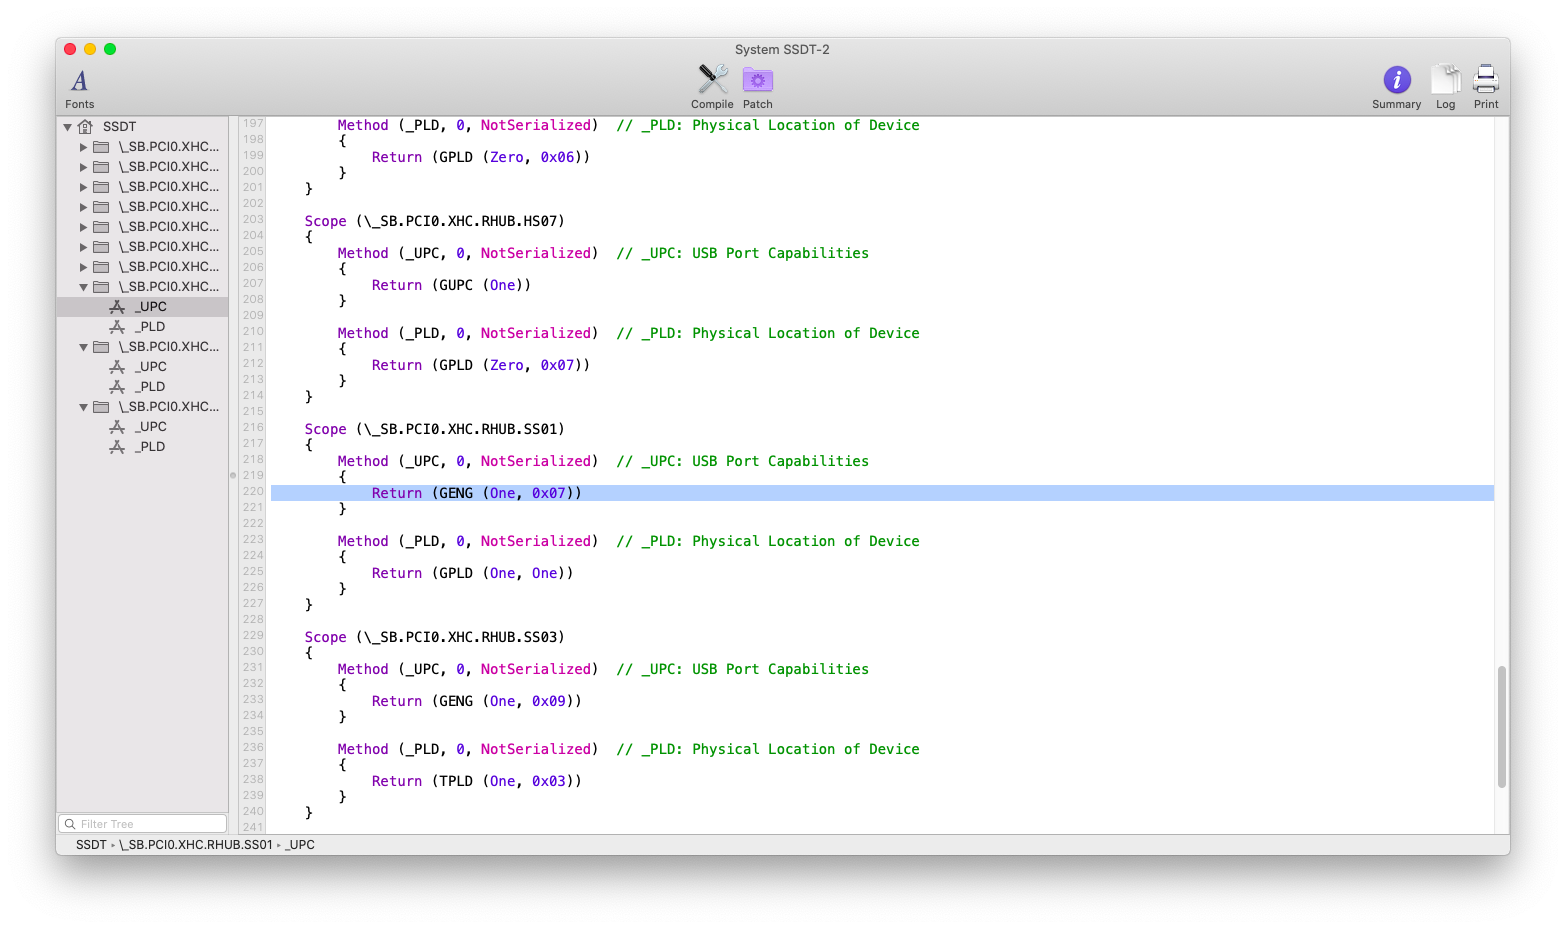 System SSDT-2
A
Fonts
Compile
Patch
Summary
Log
Print
SSDT
\_SB.PCI0.XHC...
\_SB.PCI0.XHC...
\_SB.PCI0.XHC...
\_SB.PCI0.XHC...
\_SB.PCI0.XHC...
\_SB.PCI0.XHC...
\_SB.PCI0.XHC...
\_SB.PCI0.XHC...
_UPC
_PLD
\_SB.PCI0.XHC...
_UPC
_PLD
\_SB.PCI0.XHC...
_UPC
_PLD
Filter Tree
197 Method (_PLD, 0, NotSerialized) // _PLD: Physical Location of Device
198 {
199 Return (GPLD (Zero, 0x06))
200 }
201 }
202
203 Scope (\_SB.PCI0.XHC.RHUB.HS07)
204 {
205 Method (_UPC, 0, NotSerialized) // _UPC: USB Port Capabilities
206 {
207 Return (GUPC (One))
208 }
209
210 Method (_PLD, 0, NotSerialized) // _PLD: Physical Location of Device
211 {
212 Return (GPLD (Zero, 0x07))
213 }
214 }
215
216 Scope (\_SB.PCI0.XHC.RHUB.SS01)
217 {
218 Method (_UPC, 0, NotSerialized) // _UPC: USB Port Capabilities
219 {
220 Return (GENG (One, 0x07))
221 }
222
223 Method (_PLD, 0, NotSerialized) // _PLD: Physical Location of Device
224 {
225 Return (GPLD (One, One))
226 }
227 }
228
229 Scope (\_SB.PCI0.XHC.RHUB.SS03)
230 {
231 Method (_UPC, 0, NotSerialized) // _UPC: USB Port Capabilities
232 {
233 Return (GENG (One, 0x09))
234 }
235
236 Method (_PLD, 0, NotSerialized) // _PLD: Physical Location of Device
237 {
238 Return (TPLD (One, 0x03))
239 }
240 }
241
SSDT \_SB.PCI0.XHC.RHUB.SS01 _UPC